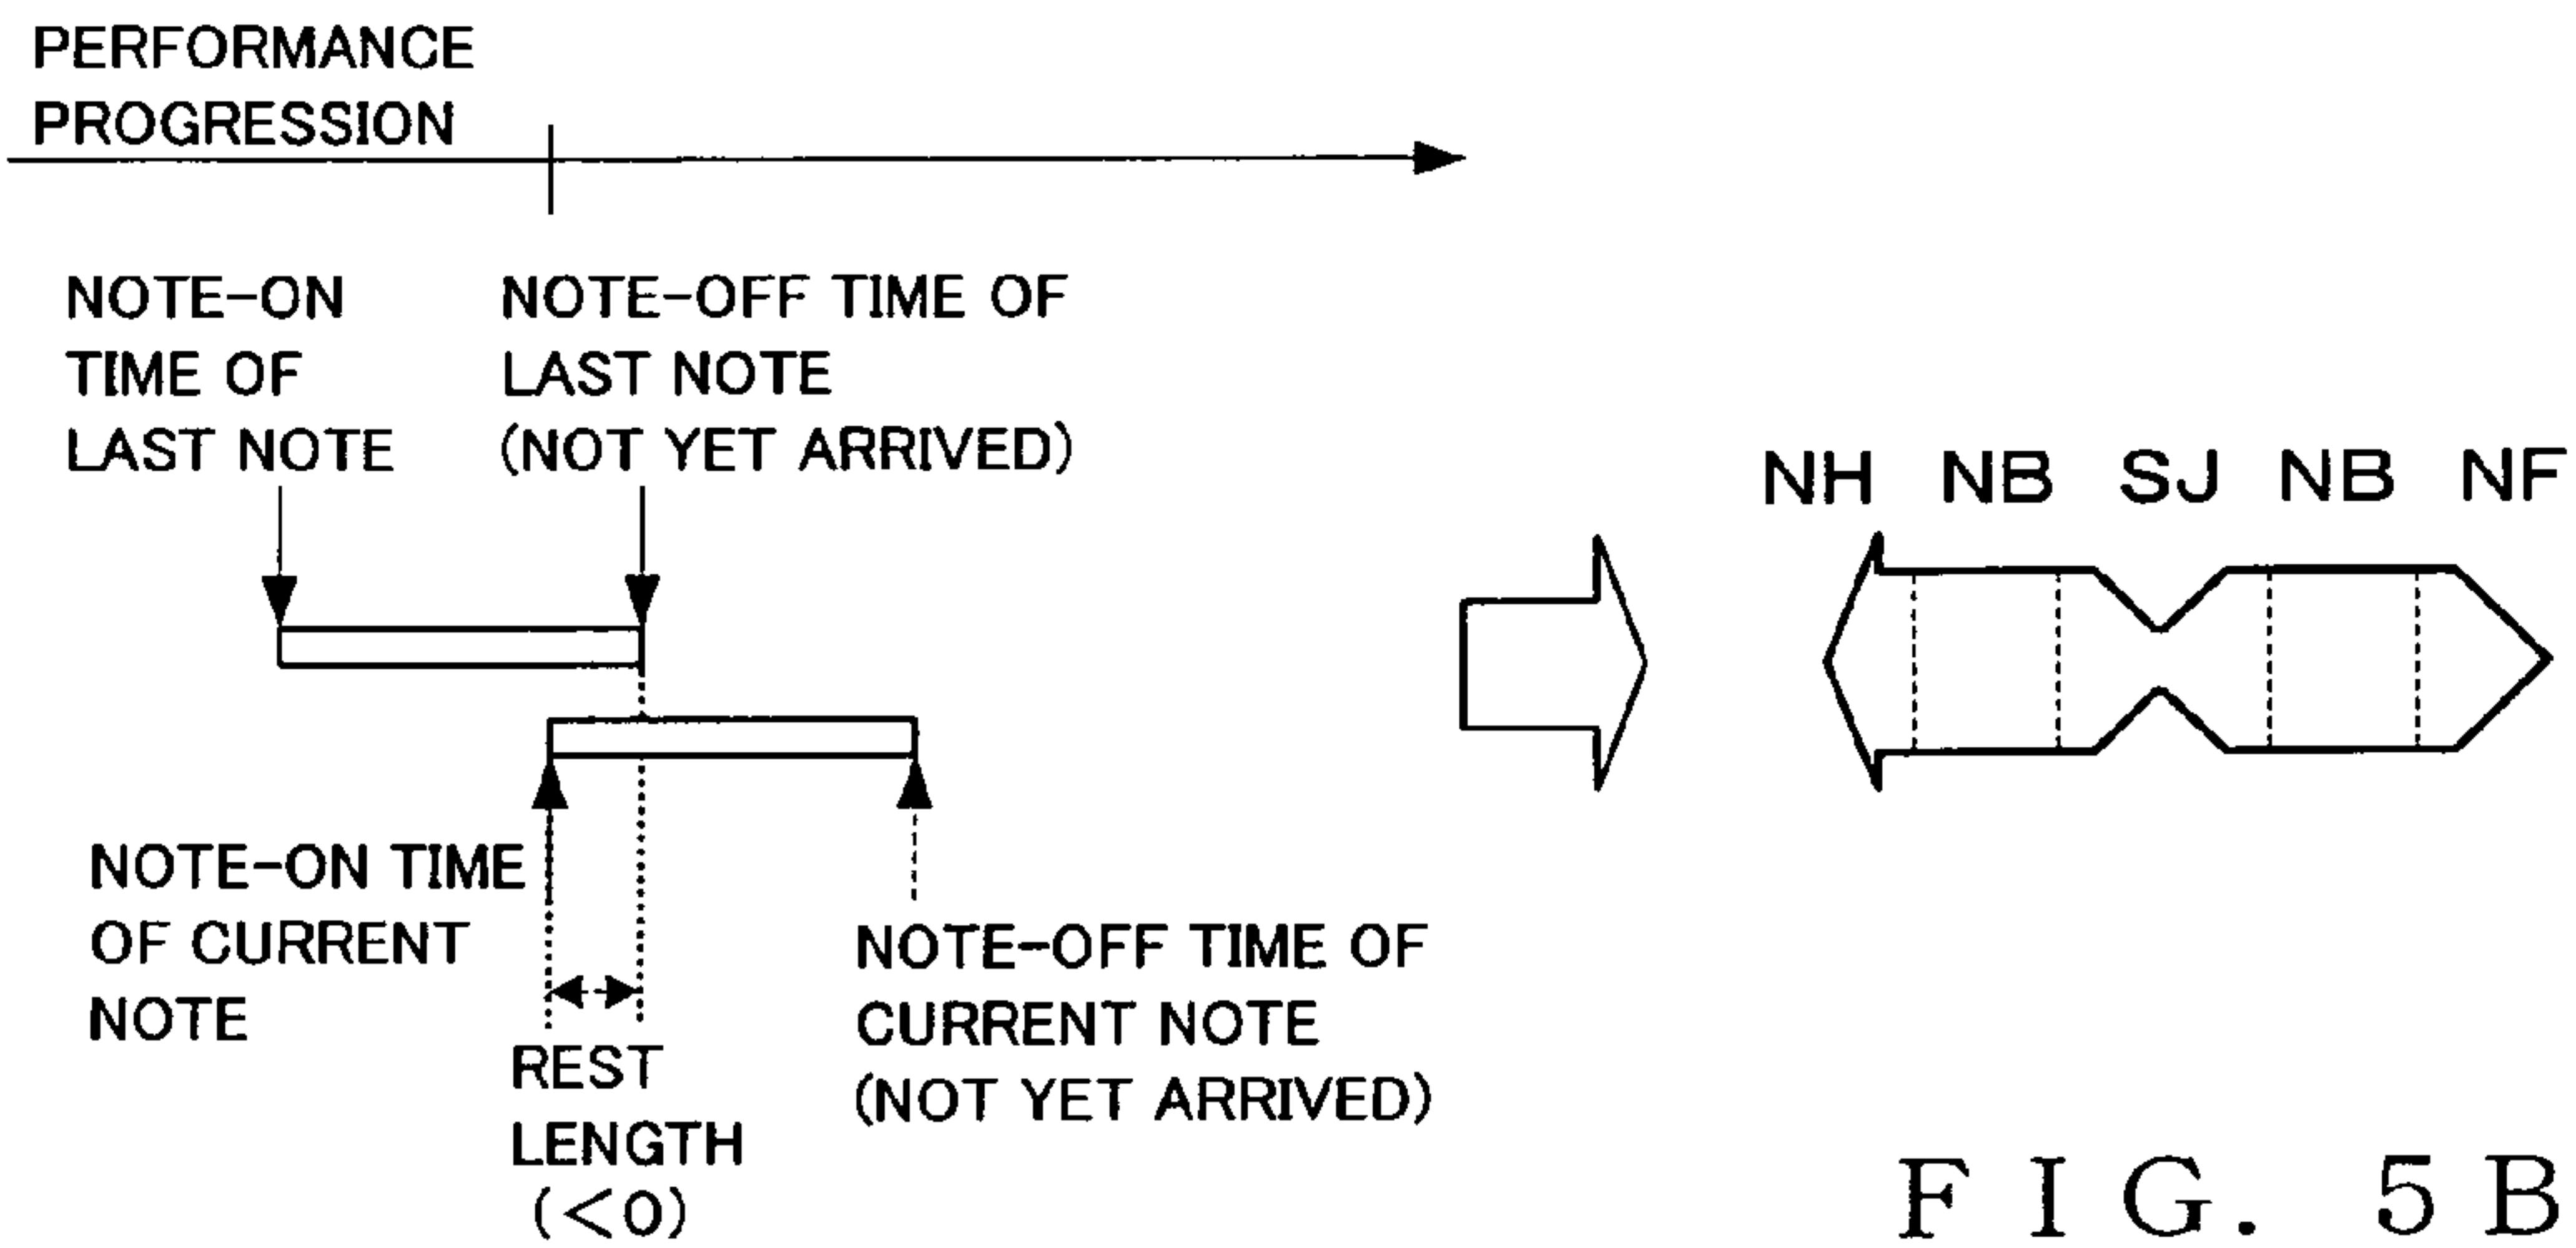 PERFORMANCE
PROGRESSION
NOTE-ON
TIME OF
LAST NOTE
NOTE-OFF TIME OF
LAST NOTE
(NOT YET ARRIVED)
NH NB SJ NB NF
NOTE-ON TIME
OF CURRENT
NOTE
REST
LENGTH
(<0)
NOTE-OFF TIME OF
CURRENT NOTE
(NOT YET ARRIVED)
FIG. 5B